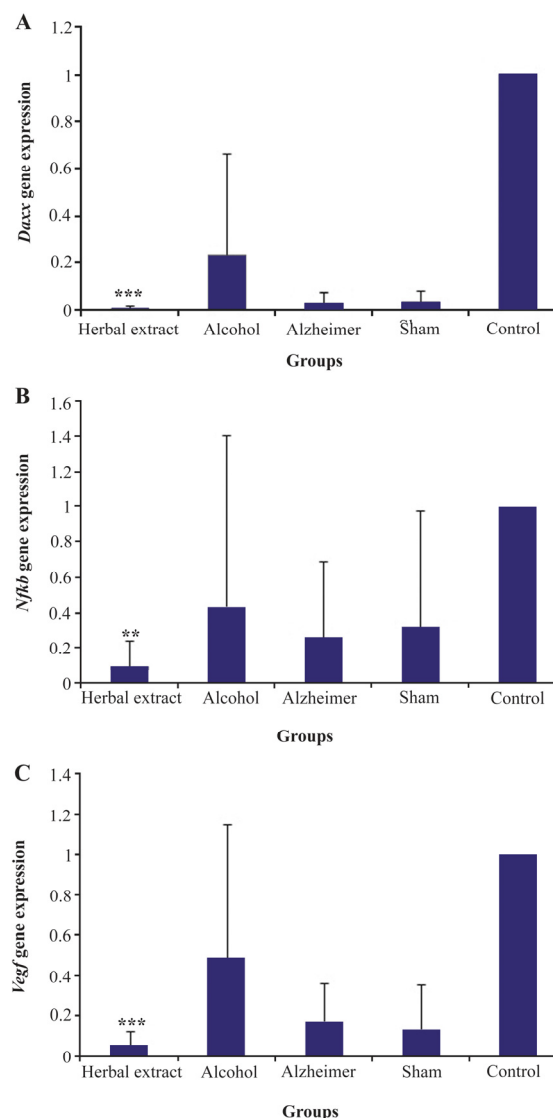 A
Daxx gene expression
1
0.8
0.6
0.4
0.2
0
***
Herbal extract Alcohol Alzheimer Sham Control
Groups
B
Nfkb gene expression
1.6
1.4
1.2
1
0.8
0.6
0.4
0.2
0
**
Herbal extract Alcohol Alzheimer Sham Control
Groups
C
Vegf gene expression
1.4
1.2
1
0.8
0.6
0.4
0.2
0
***
Herbal extract Alcohol Alzheimer Sham Control
Groups